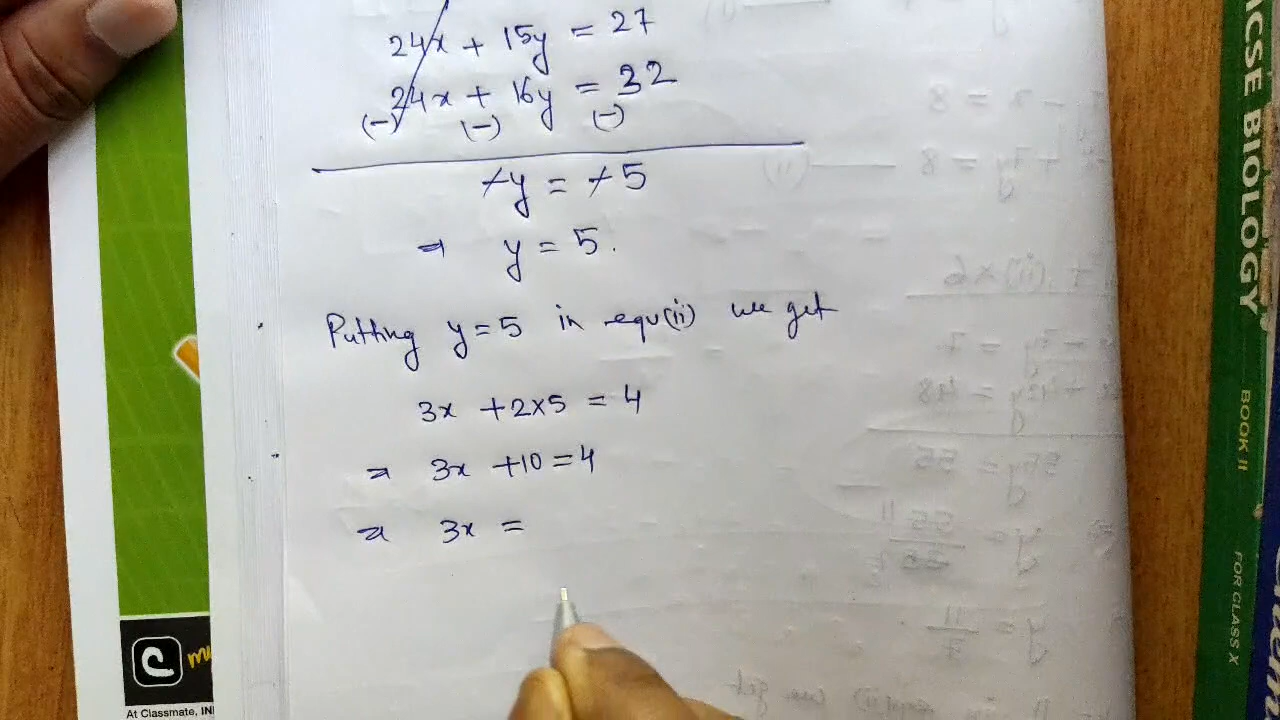 24x + 15y = 27
24x + 16y = 32
(-) (-) (-)
-y = -5
⇒ y = 5.
Putting y=5 in equ(ii) we get
3x +2×5 = 4
⇒ 3x +10 = 4
⇒ 3x =
At Classmate, IN
ICSE BIOLOGY
BOOK II
FOR CLASS X